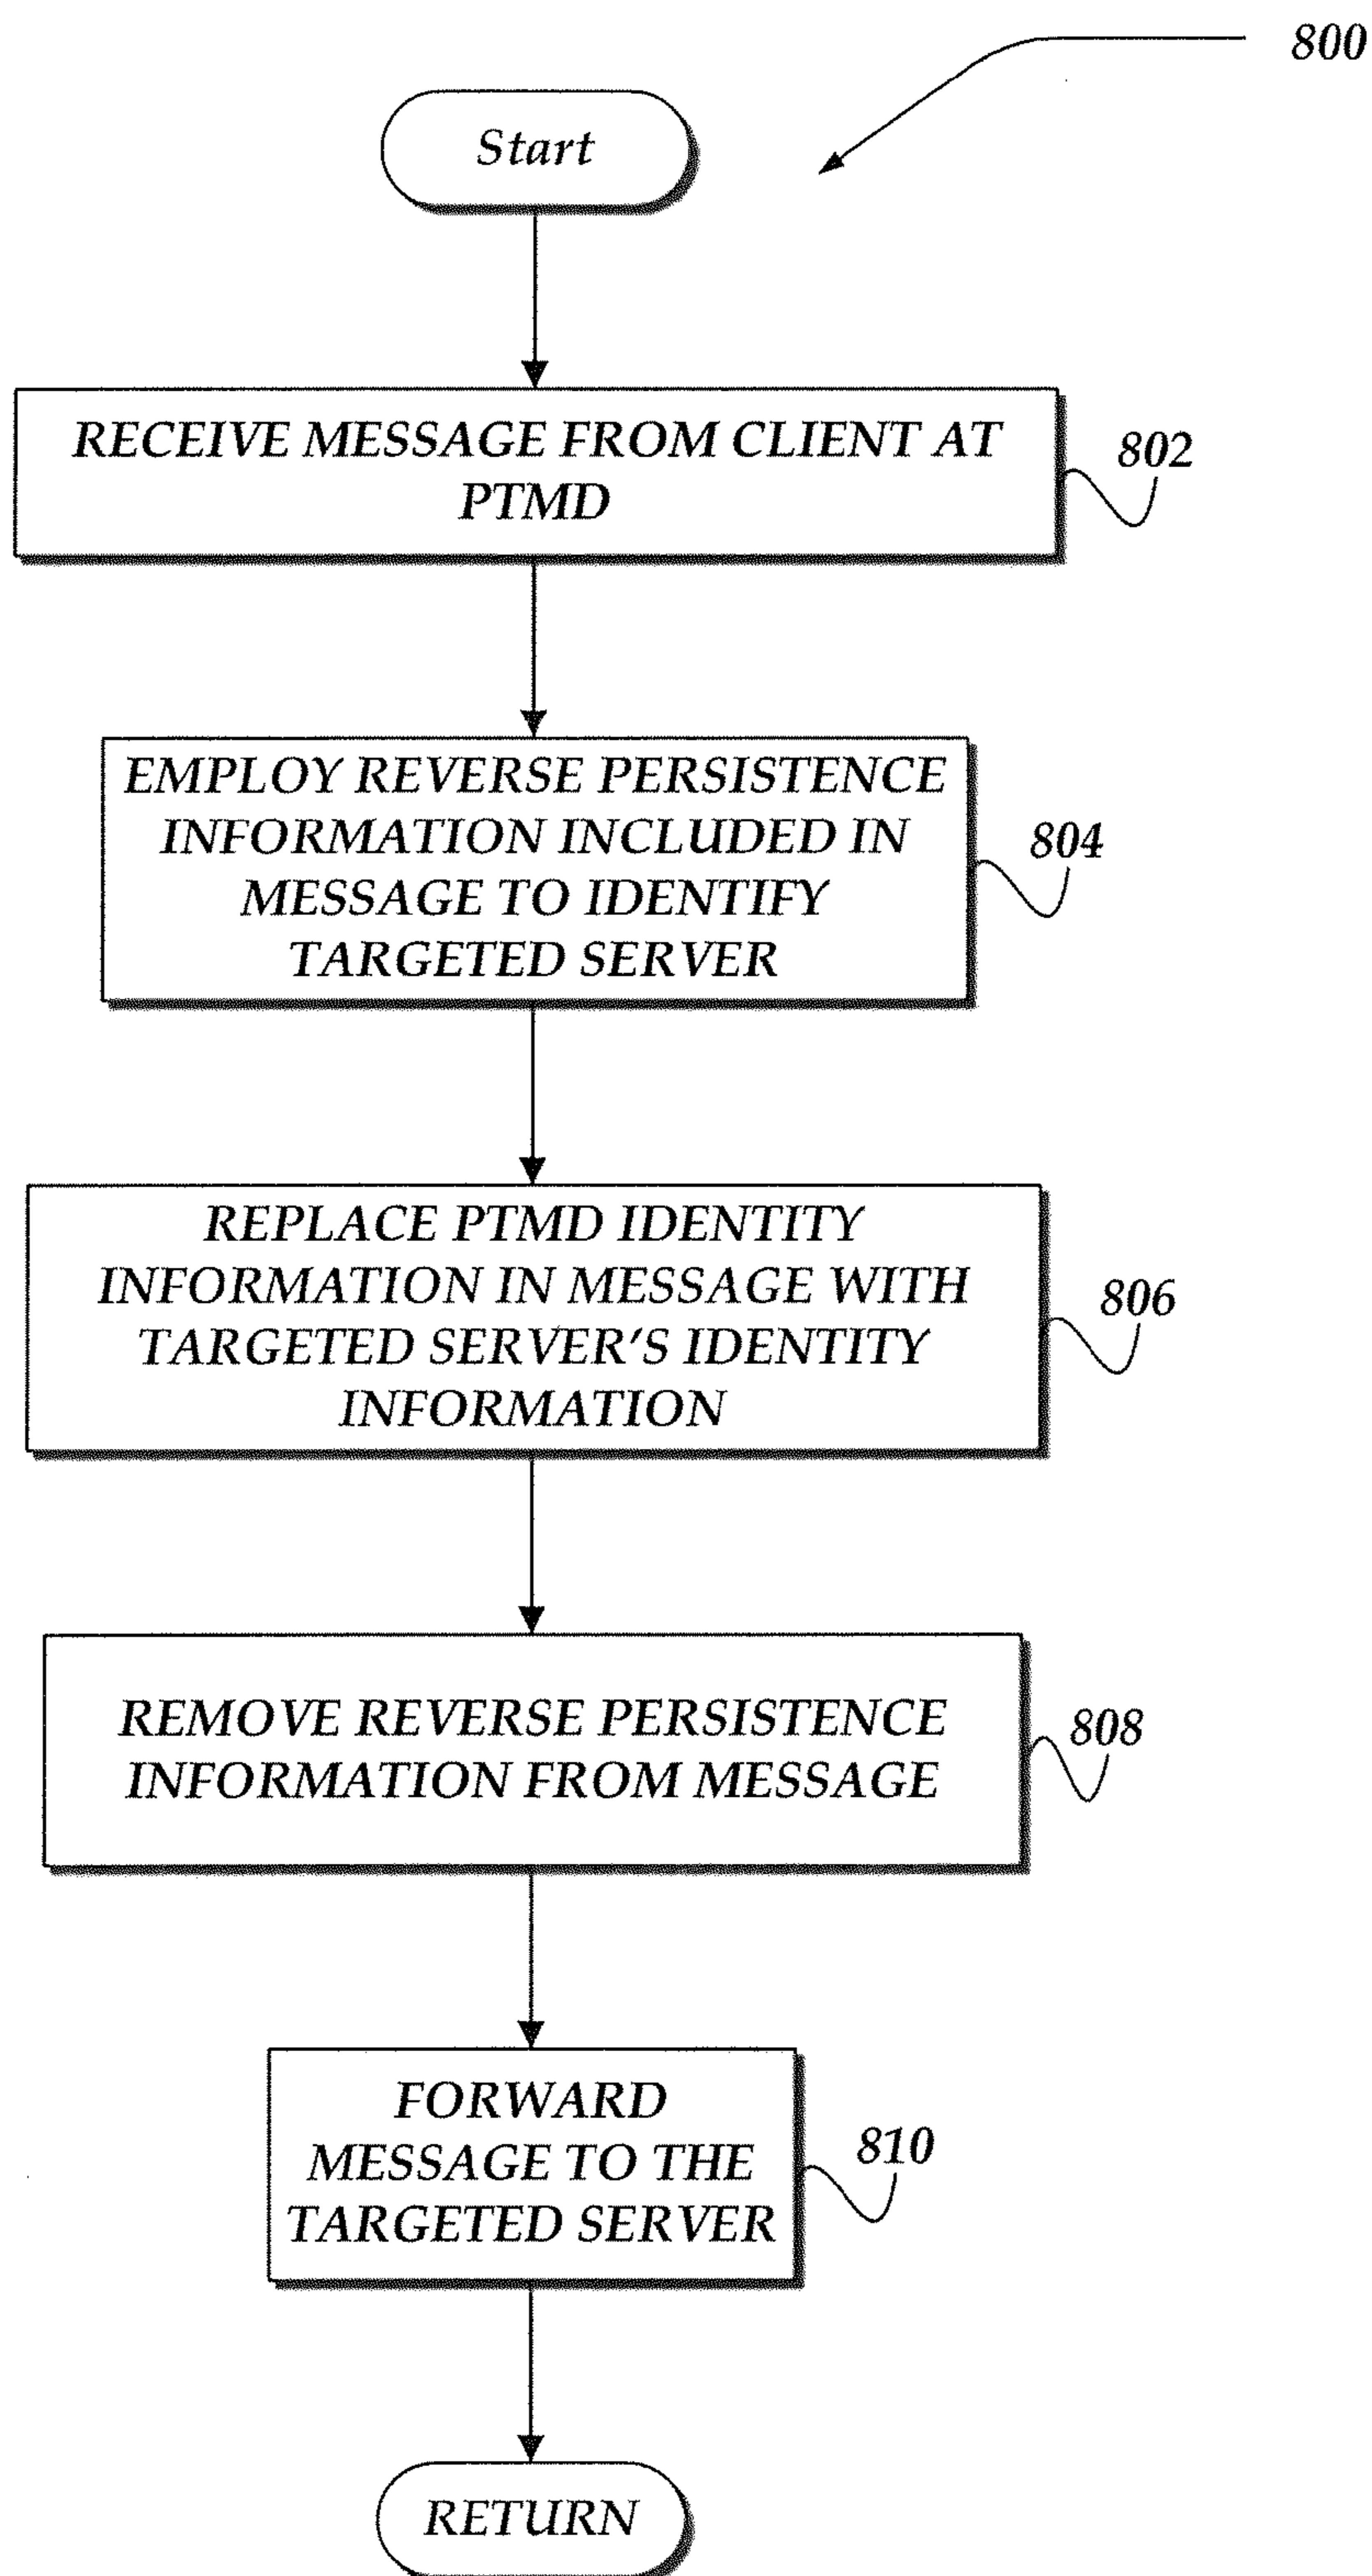 800
Start
RECEIVE MESSAGE FROM CLIENT AT
PTMD
802
EMPLOY REVERSE PERSISTENCE
INFORMATION INCLUDED IN
MESSAGE TO IDENTIFY
TARGETED SERVER
804
REPLACE PTMD IDENTITY
INFORMATION IN MESSAGE WITH
TARGETED SERVER'S IDENTITY
INFORMATION
806
REMOVE REVERSE PERSISTENCE
INFORMATION FROM MESSAGE
808
FORWARD
MESSAGE TO THE
TARGETED SERVER
810
RETURN